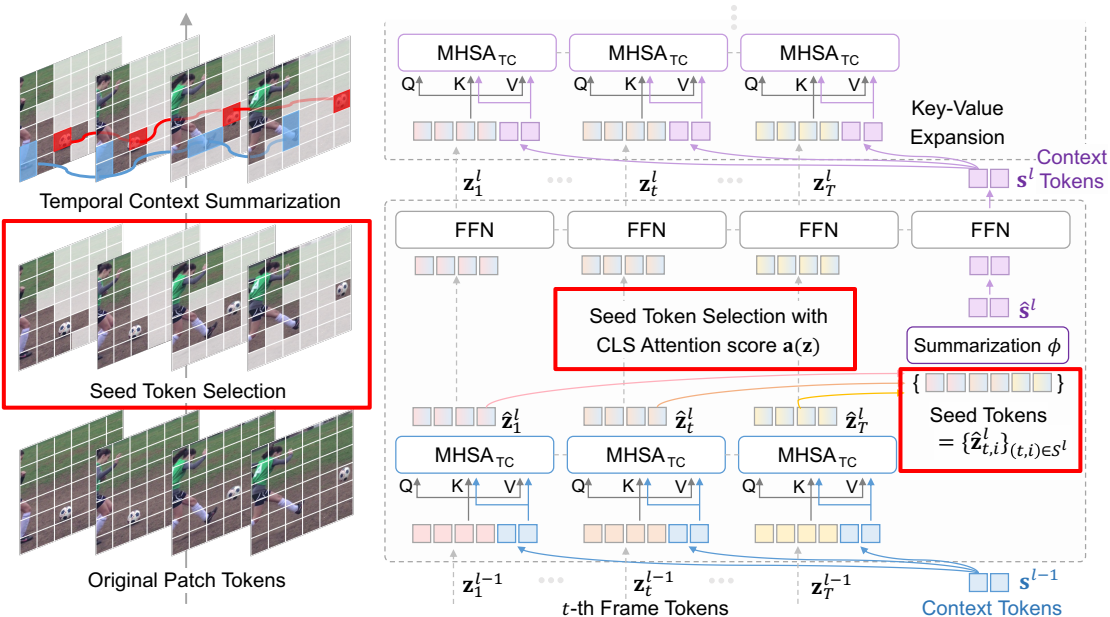 Temporal Context Summarization
Seed Token Selection
Original Patch Tokens
MHSA_TC MHSA_TC MHSA_TC
Q K V Q K V Q K V
Key-Value
Expansion
Context
Tokens
𝐳_1^l 𝐳_t^l 𝐳_T^l 𝐬^l
FFN FFN FFN FFN
ŝ^l
Seed Token Selection with
CLS Attention score 𝐚(𝐳)
Summarization ϕ
{ }
Seed Tokens
= {ẑ_{t,i}^l}_{(t,i)∈S^l}
ẑ_1^l ẑ_t^l ẑ_T^l
MHSA_TC MHSA_TC MHSA_TC
Q K V Q K V Q K V
𝐳_1^{l−1} 𝐳_t^{l−1} 𝐳_T^{l−1} 𝐬^{l−1}
t-th Frame Tokens
Context Tokens